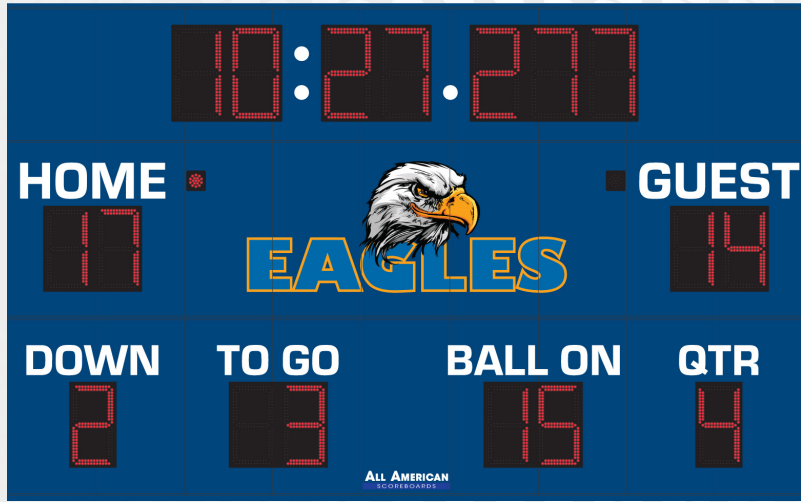 10:27.277
HOME GUEST
17 14
EAGLES
DOWN TO GO BALL ON QTR
2 3 15 4
ALL AMERICAN
SCOREBOARDS